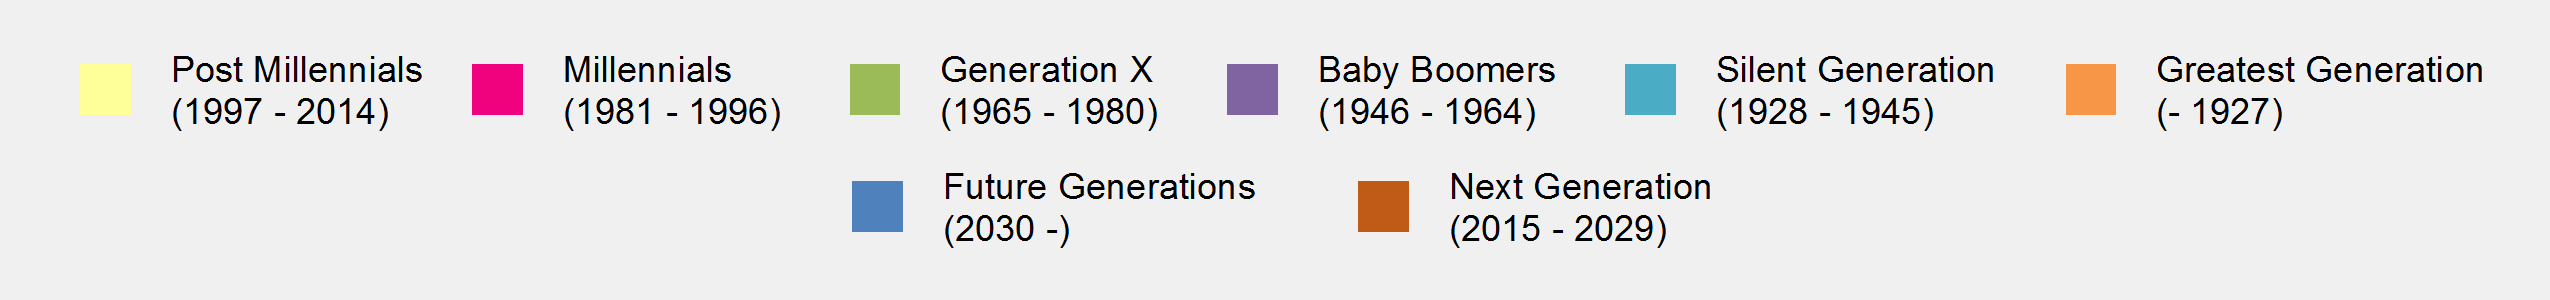 Post Millennials
(1997 - 2014)
Millennials
(1981 - 1996)
Generation X
(1965 - 1980)
Baby Boomers
(1946 - 1964)
Silent Generation
(1928 - 1945)
Greatest Generation
(- 1927)
Future Generations
(2030 -)
Next Generation
(2015 - 2029)